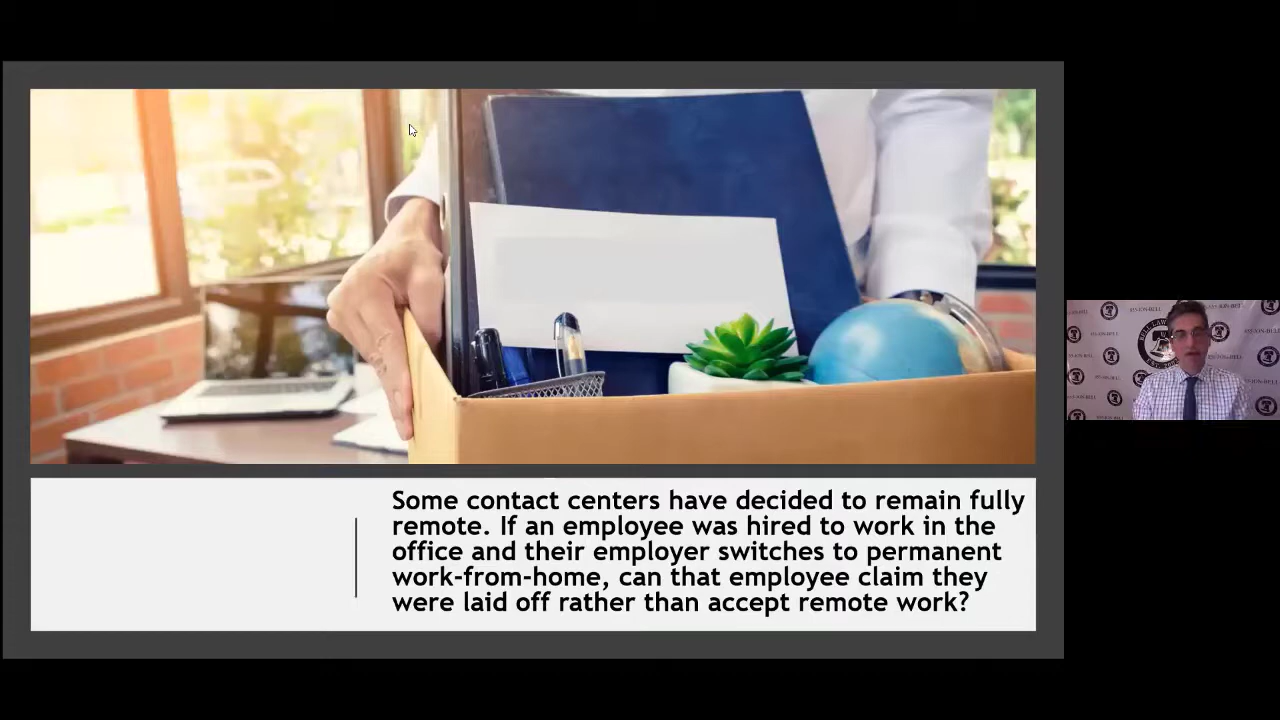 Some contact centers have decided to remain fully
remote. If an employee was hired to work in the
office and their employer switches to permanent
work-from-home, can that employee claim they
were laid off rather than accept remote work?